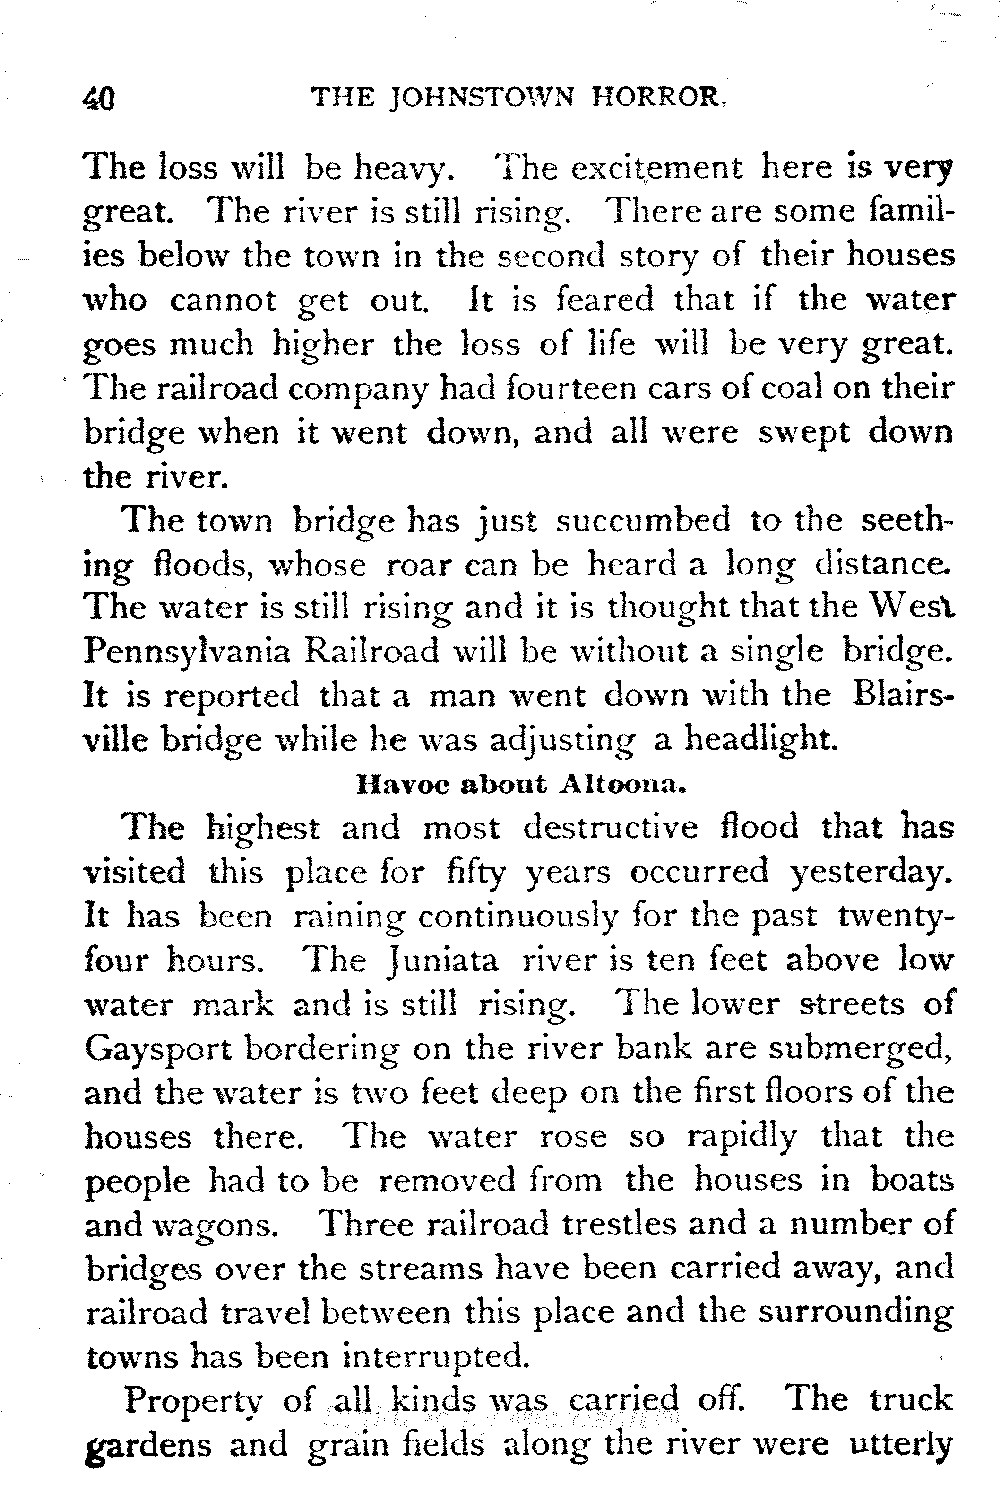 40 THE JOHNSTOWN HORROR.
The loss will be heavy. The excitement here is very
great. The river is still rising. There are some famil-
ies below the town in the second story of their houses
who cannot get out. It is feared that if the water
goes much higher the loss of life will be very great.
The railroad company had fourteen cars of coal on their
bridge when it went down, and all were swept down
the river.
The town bridge has just succumbed to the seeth-
ing floods, whose roar can be heard a long distance.
The water is still rising and it is thought that the West
Pennsylvania Railroad will be without a single bridge.
It is reported that a man went down with the Blairs-
ville bridge while he was adjusting a headlight.
Havoc about Altoona.
The highest and most destructive flood that has
visited this place for fifty years occurred yesterday.
It has been raining continuously for the past twenty-
four hours. The Juniata river is ten feet above low
water mark and is still rising. The lower streets of
Gaysport bordering on the river bank are submerged,
and the water is two feet deep on the first floors of the
houses there. The water rose so rapidly that the
people had to be removed from the houses in boats
and wagons. Three railroad trestles and a number of
bridges over the streams have been carried away, and
railroad travel between this place and the surrounding
towns has been interrupted.
Property of all kinds was carried off. The truck
gardens and grain fields along the river were utterly